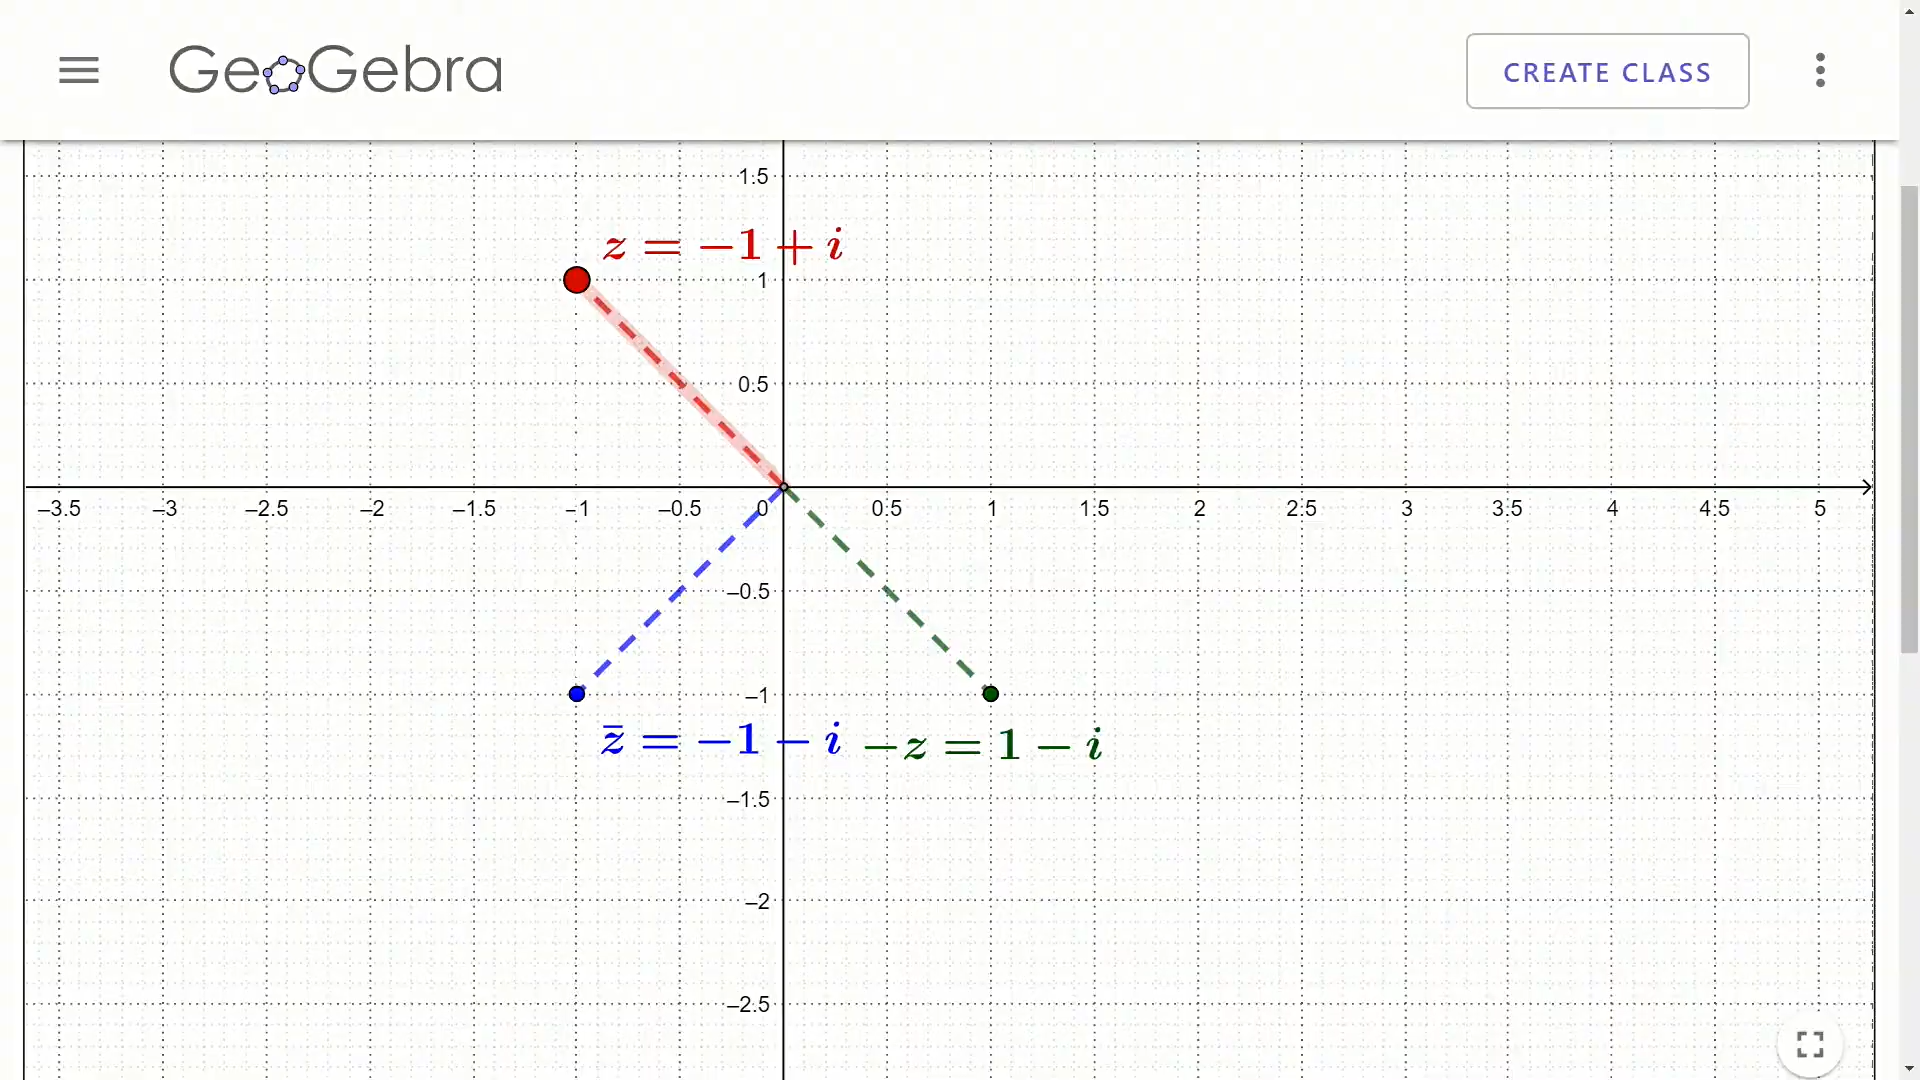 GeoGebra
CREATE CLASS
1.5
z = −1 + i
1
0.5
–3.5 –3 –2.5 –2 –1.5 –1 –0.5 0 0.5 1 1.5 2 2.5 3 3.5 4 4.5 5
–0.5
–1
z̄ = −1 − i
−z = 1 − i
–1.5
–2
–2.5